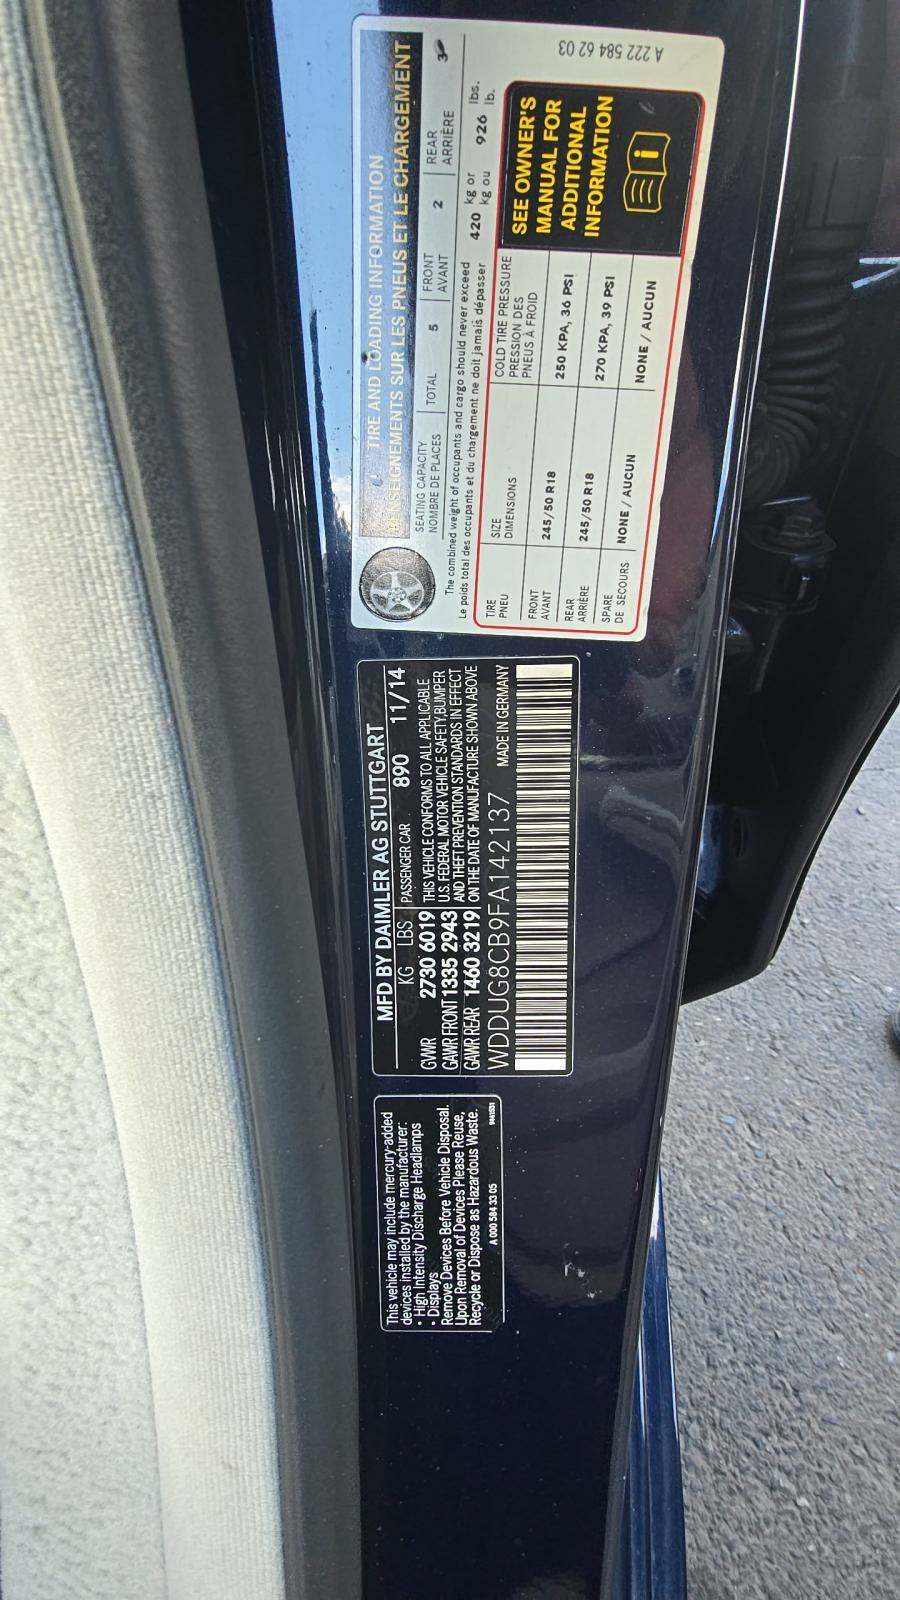 TIRE AND LOADING INFORMATION
RENSEIGNEMENTS SUR LES PNEUS ET LE CHARGEMENT
SEATING CAPACITY
NOMBRE DE PLACES
TOTAL 5
FRONT
AVANT
2
REAR
ARRIÈRE
3
The combined weight of occupants and cargo should never exceed 420 kg or 926 lbs.
Le poids total des occupants et du chargement ne doit jamais dépasser kg ou lb.
TIRE
PNEU
SIZE
DIMENSIONS
COLD TIRE PRESSURE
PRESSION DES
PNEUS À FROID
FRONT
AVANT
245/50 R18
250 KPA, 36 PSI
REAR
ARRIÈRE
245/50 R18
270 KPA, 39 PSI
SPARE
DE SECOURS
NONE / AUCUN
NONE / AUCUN
SEE OWNER'S
MANUAL FOR
ADDITIONAL
INFORMATION
A 222 584 62 03
MFD BY DAIMLER AG STUTTGART
KG LBS PASSENGER CAR 890 11/14
GVWR 2730 6019
GAWR FRONT 1335 2943
GAWR REAR 1460 3219
THIS VEHICLE CONFORMS TO ALL APPLICABLE
U.S. FEDERAL MOTOR VEHICLE SAFETY,BUMPER
AND THEFT PREVENTION STANDARDS IN EFFECT
ON THE DATE OF MANUFACTURE SHOWN ABOVE
WDDUG8CB9FA142137 MADE IN GERMANY
This vehicle may include mercury-added
devices installed by the manufacturer:
• High Intensity Discharge Headlamps
• Displays
Remove Devices Before Vehicle Disposal.
Upon Removal of Devices Please Reuse,
Recycle or Dispose as Hazardous Waste.
A 000 584 33 05